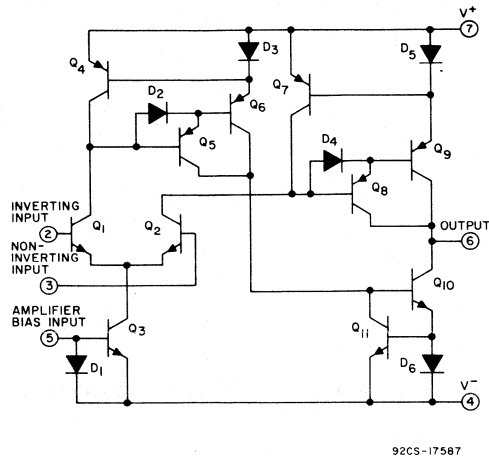 V+
7
D3
D5
Q4
Q7
D2
Q6
Q5
D4
Q9
Q8
INVERTING
INPUT
2
Q1
Q2
OUTPUT
6
NON-
INVERTING
INPUT
3
Q10
AMPLIFIER
BIAS INPUT
5
Q3
Q11
D1
D6
V-
4
92CS-17587